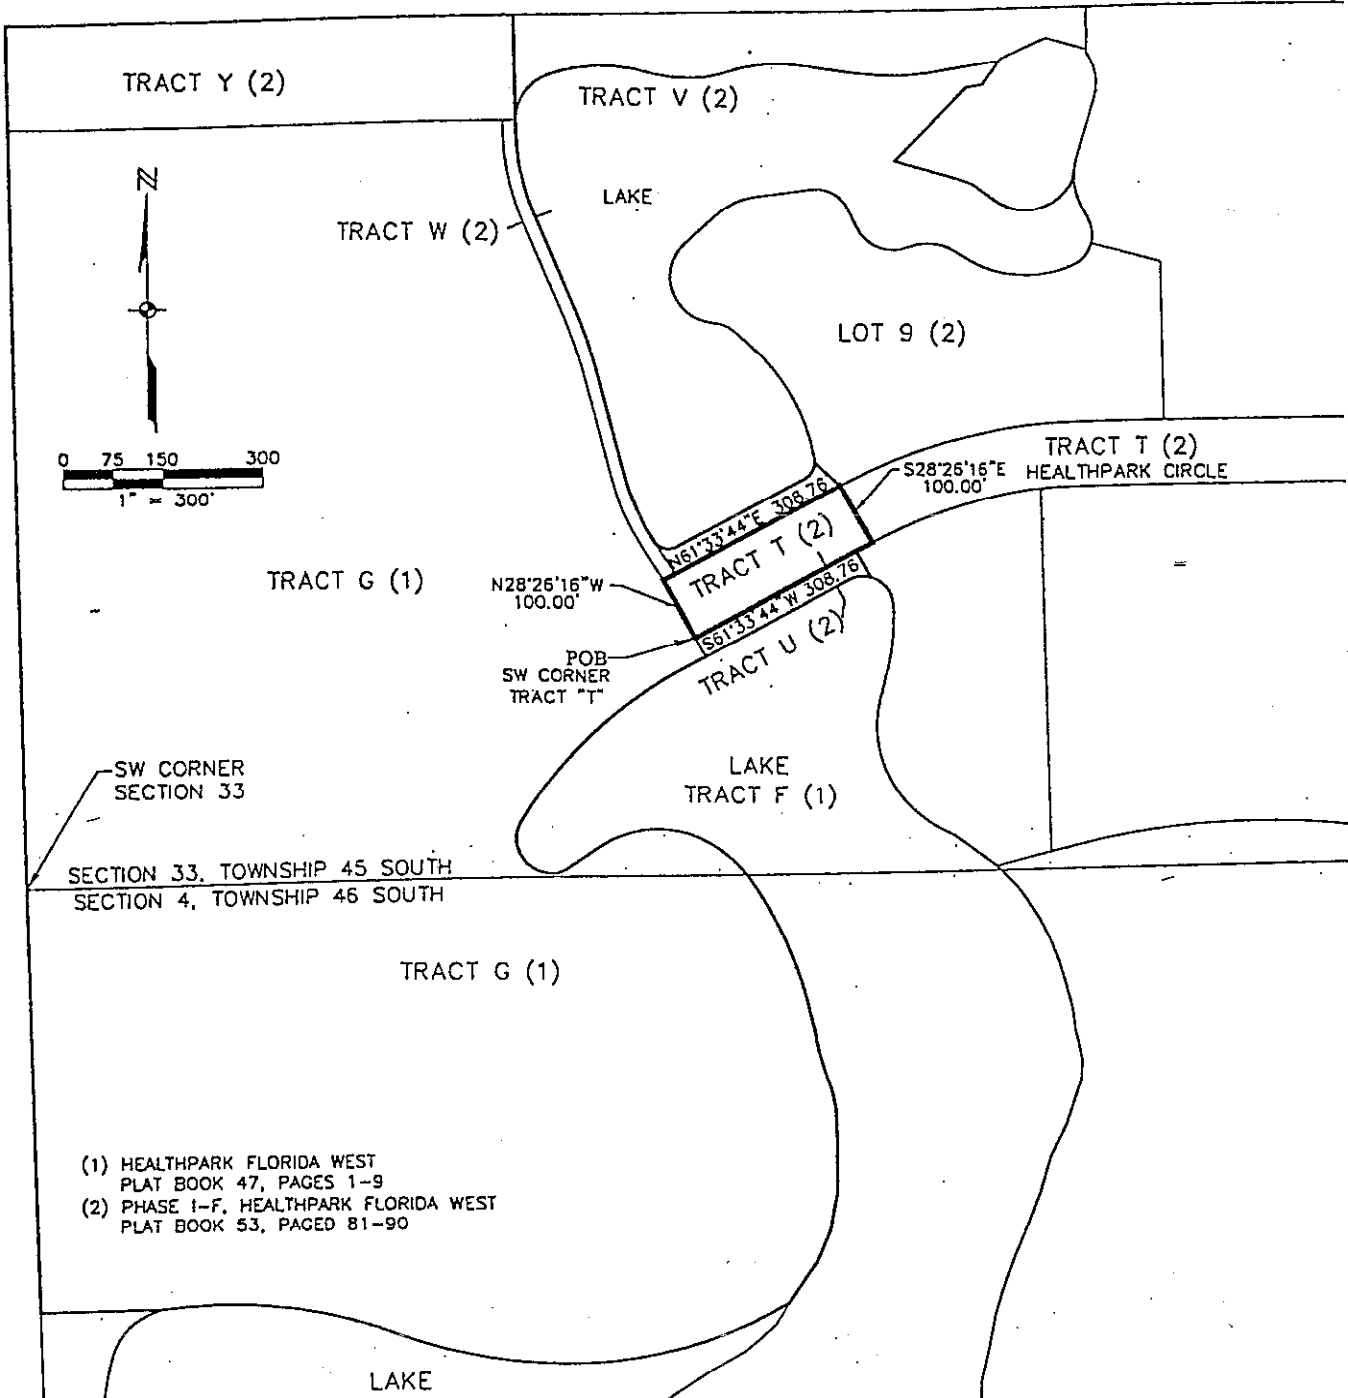 TRACT Y (2)
TRACT V (2)
N
LAKE
TRACT W (2)
LOT 9 (2)
0 75 150 300
1" = 300'
TRACT T (2)
HEALTHPARK CIRCLE
S28°26'16"E
100.00'
N61°33'44"E 308.76
TRACT T (2)
TRACT G (1)
N28°26'16"W
100.00'
S61°33'44"W 308.76
TRACT U (2)
POB
SW CORNER
TRACT "T"
LAKE
TRACT F (1)
SW CORNER
SECTION 33
SECTION 33, TOWNSHIP 45 SOUTH
SECTION 4, TOWNSHIP 46 SOUTH
TRACT G (1)
(1) HEALTHPARK FLORIDA WEST
PLAT BOOK 47, PAGES 1-9
(2) PHASE I-F, HEALTHPARK FLORIDA WEST
PLAT BOOK 53, PAGED 81-90
LAKE